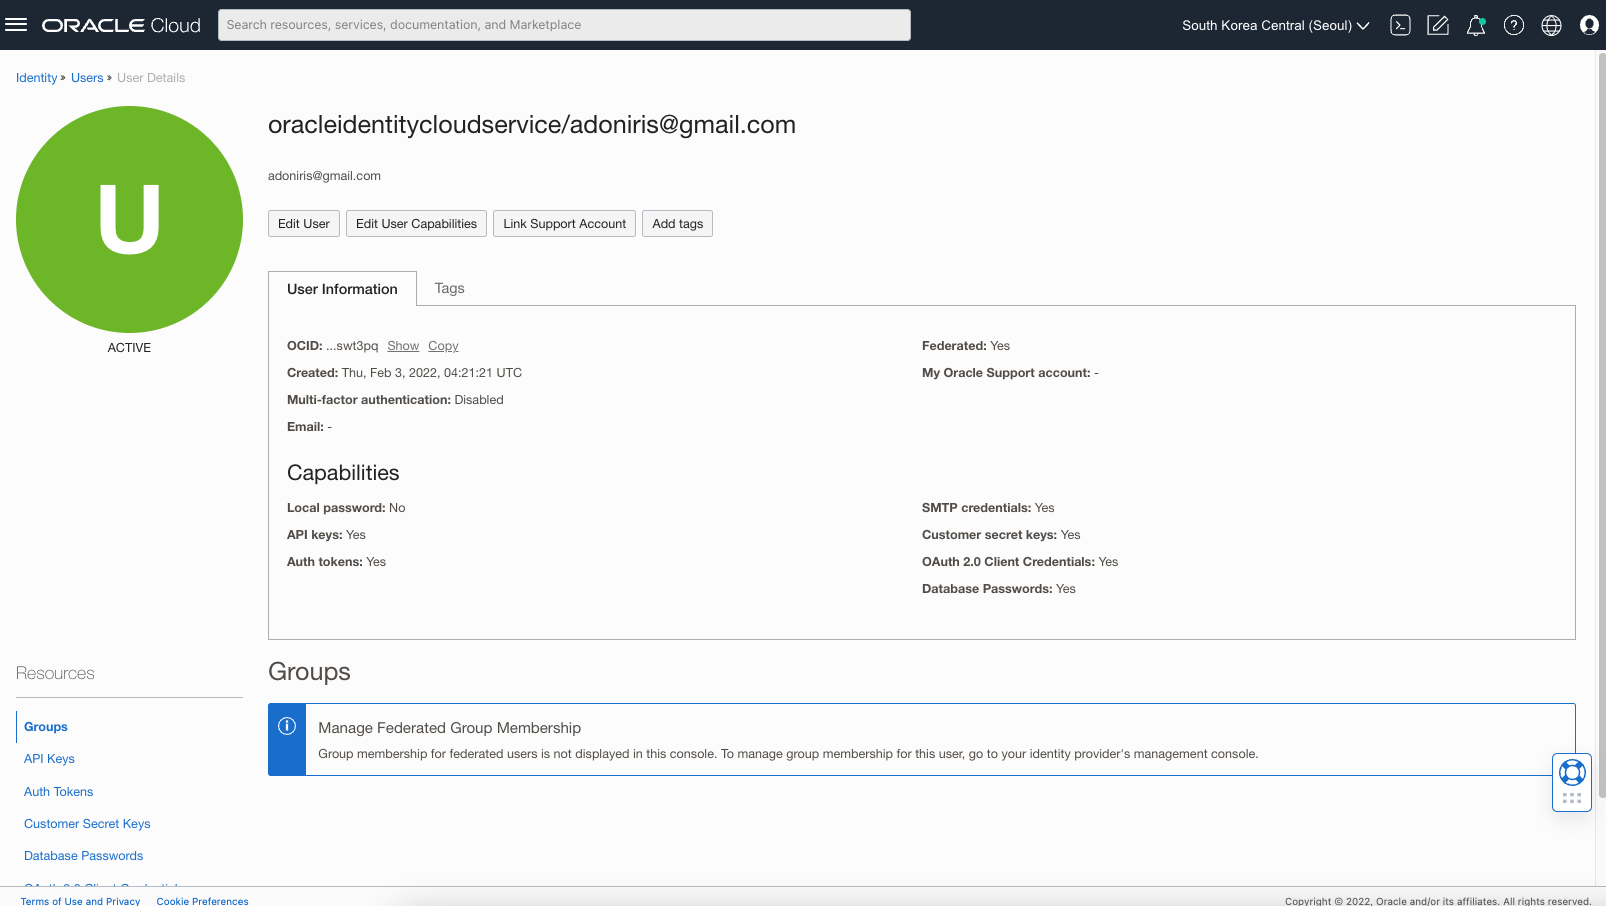 ORACLE Cloud
Search resources, services, documentation, and Marketplace
South Korea Central (Seoul)
Identity » Users » User Details
U
ACTIVE
oracleidentitycloudservice/adoniris@gmail.com
adoniris@gmail.com
Edit User
Edit User Capabilities
Link Support Account
Add tags
User Information
Tags
OCID: ...swt3pq Show Copy
Created: Thu, Feb 3, 2022, 04:21:21 UTC
Multi-factor authentication: Disabled
Email: -
Federated: Yes
My Oracle Support account: -
Capabilities
Local password: No
API keys: Yes
Auth tokens: Yes
SMTP credentials: Yes
Customer secret keys: Yes
OAuth 2.0 Client Credentials: Yes
Database Passwords: Yes
Resources
Groups
API Keys
Auth Tokens
Customer Secret Keys
Database Passwords
Groups
Manage Federated Group Membership
Group membership for federated users is not displayed in this console. To manage group membership for this user, go to your identity provider's management console.
Terms of Use and Privacy
Cookie Preferences
Copyright © 2022, Oracle and/or its affiliates. All rights reserved.